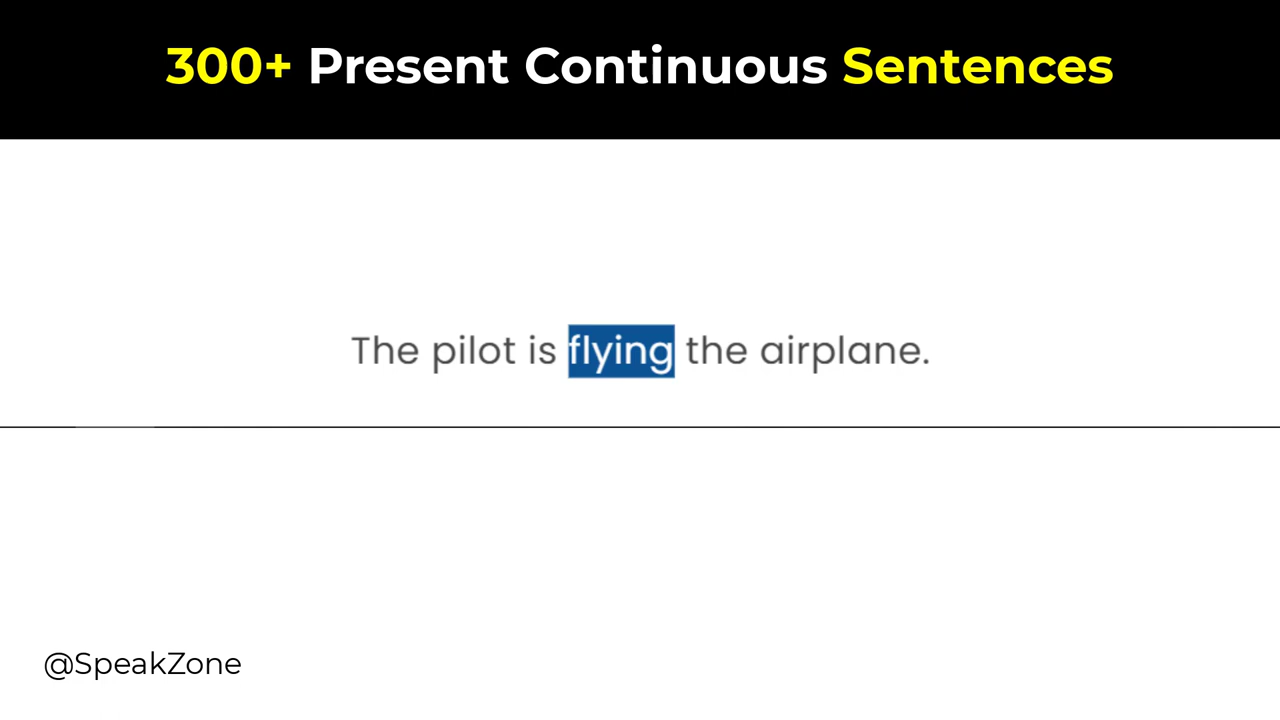 300+ Present Continuous Sentences
The pilot is flying the airplane.
@SpeakZone